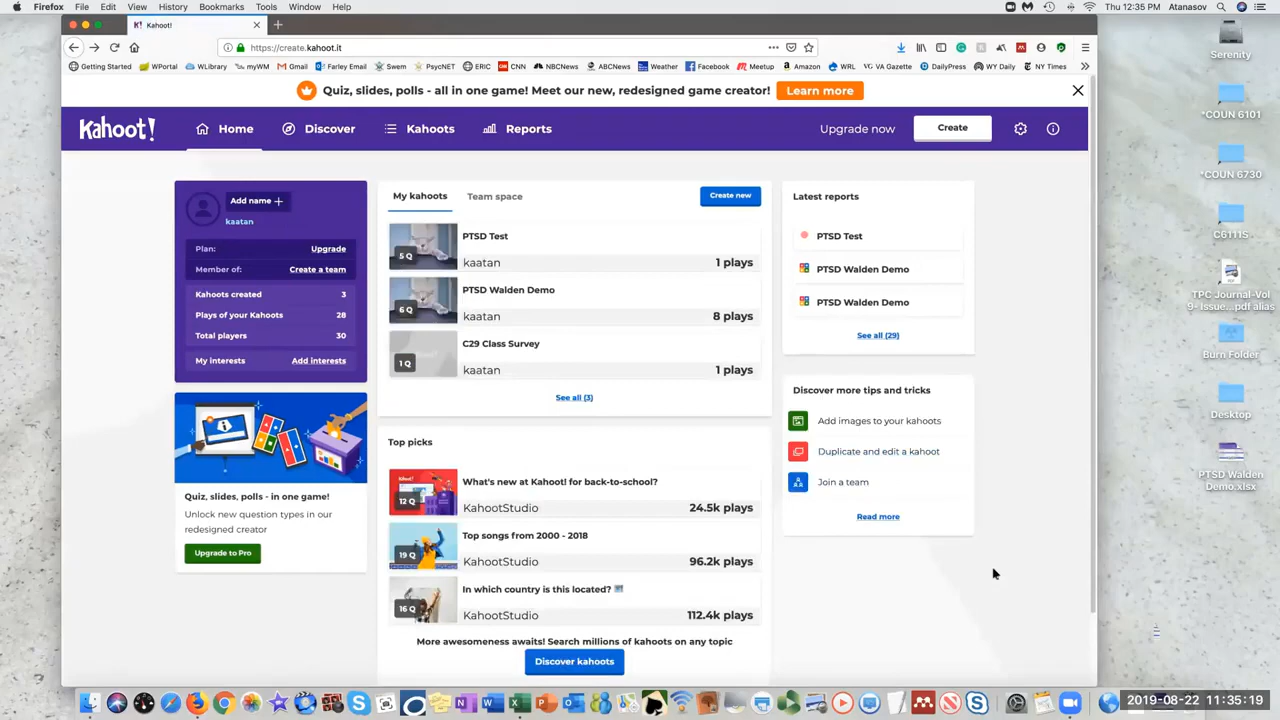 Firefox File Edit View History Bookmarks Tools Window Help Thu 12:35 PM Atanasov
Kahoot!
https://create.kahoot.it
Getting Started WPortal WLibrary myWM Gmail Farley Email Swem PsycNET ERIC CNN NBCNews ABCNews Weather Facebook Meetup Amazon WRL VA Gazette DailyPress WY Daily NY Times
Quiz, slides, polls - all in one game! Meet our new, redesigned game creator! Learn more
Kahoot! Home Discover Kahoots Reports Upgrade now Create
Add name +
kaatan
Plan: Upgrade
Member of: Create a team
Kahoots created 3
Plays of your Kahoots 28
Total players 30
My interests Add interests
Quiz, slides, polls - in one game!
Unlock new question types in our
redesigned creator
Upgrade to Pro
My kahoots Team space Create new
5 Q PTSD Test
kaatan 1 plays
6 Q PTSD Walden Demo
kaatan 8 plays
1 Q C29 Class Survey
kaatan 1 plays
See all (3)
Top picks
12 Q What's new at Kahoot! for back-to-school?
KahootStudio 24.5k plays
19 Q Top songs from 2000 - 2018
KahootStudio 96.2k plays
16 Q In which country is this located?
KahootStudio 112.4k plays
More awesomeness awaits! Search millions of kahoots on any topic
Discover kahoots
Latest reports
PTSD Test
PTSD Walden Demo
PTSD Walden Demo
See all (29)
Discover more tips and tricks
Add images to your kahoots
Duplicate and edit a kahoot
Join a team
Read more
Serenity
*COUN 6101
*COUN 6730
C6111S
TPC Journal-Vol
9- Issue...pdf alias
Burn Folder
Desktop
PTSD Walden
Demo.xlsx
2019-08-22 11:35:19